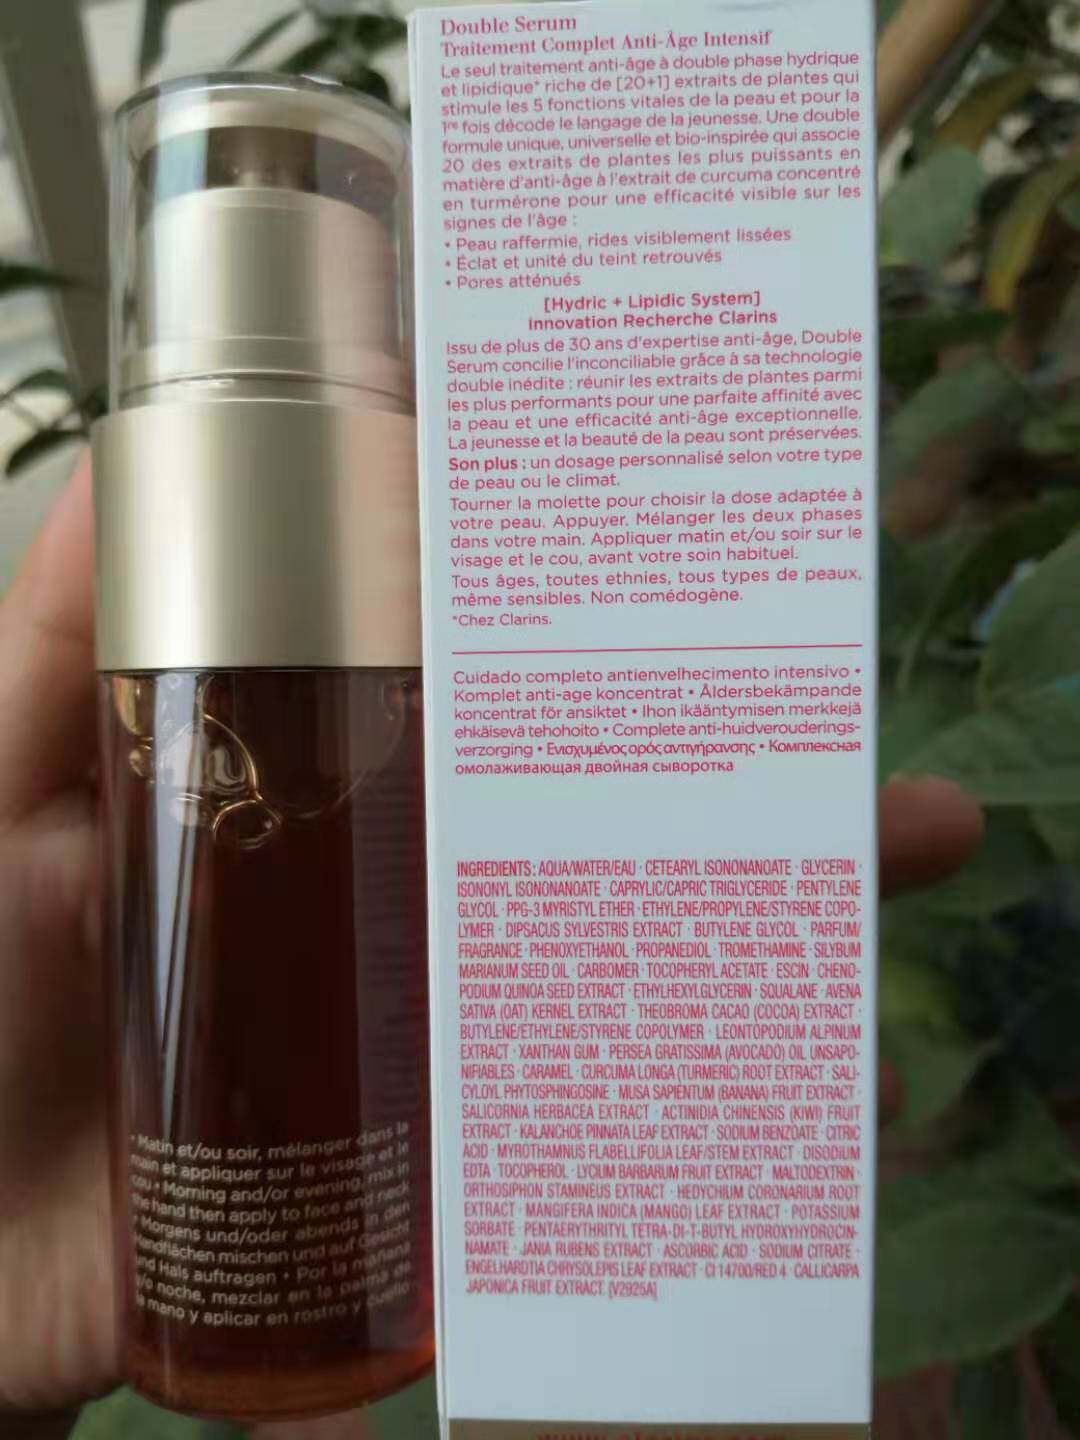 Double Serum
Traitement Complet Anti-Âge Intensif
Le seul traitement anti-âge à double phase hydrique
et lipidique* riche de [20+1] extraits de plantes qui
stimule les 5 fonctions vitales de la peau et pour la
1re fois décode le langage de la jeunesse. Une double
formule unique, universelle et bio-inspirée qui associe
20 des extraits de plantes les plus puissants en
matière d'anti-âge à l'extrait de curcuma concentré
en turmérone pour une efficacité visible sur les
signes de l'âge :
• Peau raffermie, rides visiblement lissées
• Éclat et unité du teint retrouvés
• Pores atténués
[Hydric + Lipidic System]
Innovation Recherche Clarins
Issu de plus de 30 ans d'expertise anti-âge, Double
Serum concilie l'inconciliable grâce à sa technologie
double inédite : réunir les extraits de plantes parmi
les plus performants pour une parfaite affinité avec
la peau et une efficacité anti-âge exceptionnelle.
La jeunesse et la beauté de la peau sont préservées.
Son plus : un dosage personnalisé selon votre type
de peau ou le climat.
Tourner la molette pour choisir la dose adaptée à
votre peau. Appuyer. Mélanger les deux phases
dans votre main. Appliquer matin et/ou soir sur le
visage et le cou, avant votre soin habituel.
Tous âges, toutes ethnies, tous types de peaux,
même sensibles. Non comédogène.
*Chez Clarins.
Cuidado completo antienvelhecimento intensivo •
Komplet anti-age koncentrat • Åldersbekämpande
koncentrat för ansiktet • Ihon ikääntymisen merkkejä
ehkäisevä tehohoito • Complete anti-huidverouderings-
verzorging • Ενισχυμένος ορός αντιγήρανσης • Комплексная
омолаживающая двойная сыворотка
INGREDIENTS: AQUA/WATER/EAU · CETEARYL ISONONANOATE · GLYCERIN ·
ISONONYL ISONONANOATE · CAPRYLIC/CAPRIC TRIGLYCERIDE · PENTYLENE
GLYCOL · PPG-3 MYRISTYL ETHER · ETHYLENE/PROPYLENE/STYRENE COPO-
LYMER · DIPSACUS SYLVESTRIS EXTRACT · BUTYLENE GLYCOL · PARFUM/
FRAGRANCE · PHENOXYETHANOL · PROPANEDIOL · TROMETHAMINE · SILYBUM
MARIANUM SEED OIL · CARBOMER · TOCOPHERYL ACETATE · ESCIN · CHENO-
PODIUM QUINOA SEED EXTRACT · ETHYLHEXYLGLYCERIN · SQUALANE · AVENA
SATIVA (OAT) KERNEL EXTRACT · THEOBROMA CACAO (COCOA) EXTRACT ·
BUTYLENE/ETHYLENE/STYRENE COPOLYMER · LEONTOPODIUM ALPINUM
EXTRACT · XANTHAN GUM · PERSEA GRATISSIMA (AVOCADO) OIL UNSAPO-
NIFIABLES · CARAMEL · CURCUMA LONGA (TURMERIC) ROOT EXTRACT · SALI-
CYLOYL PHYTOSPHINGOSINE · MUSA SAPIENTUM (BANANA) FRUIT EXTRACT ·
SALICORNIA HERBACEA EXTRACT · ACTINIDIA CHINENSIS (KIWI) FRUIT
EXTRACT · KALANCHOE PINNATA LEAF EXTRACT · SODIUM BENZOATE · CITRIC
ACID · MYROTHAMNUS FLABELLIFOLIA LEAF/STEM EXTRACT · DISODIUM
EDTA · TOCOPHEROL · LYCIUM BARBARUM FRUIT EXTRACT · MALTODEXTRIN ·
ORTHOSIPHON STAMINEUS EXTRACT · HEDYCHIUM CORONARIUM ROOT
EXTRACT · MANGIFERA INDICA (MANGO) LEAF EXTRACT · POTASSIUM
SORBATE · PENTAERYTHRITYL TETRA-DI-T-BUTYL HYDROXYHYDROCIN-
NAMATE · JANIA RUBENS EXTRACT · ASCORBIC ACID · SODIUM CITRATE ·
ENGELHARDTIA CHRYSOLEPIS LEAF EXTRACT · CI 14700/RED 4 · CALLICARPA
JAPONICA FRUIT EXTRACT. [V2925A]
• Matin et/ou soir, mélanger dans la
main et appliquer sur le visage et le
cou • Morning and/or evening, mix in
the hand then apply to face and neck
• Morgens und/oder abends in den
Handflächen mischen und auf Gesicht
und Hals auftragen • Por la mañana
y/o noche, mezclar en la palma de
la mano y aplicar en rostro y cuello